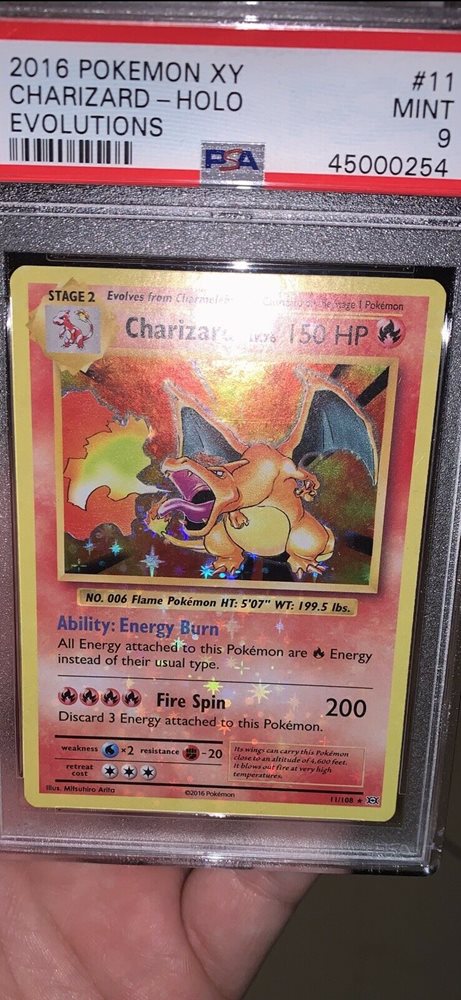 2016 POKEMON XY #11
CHARIZARD - HOLO MINT
EVOLUTIONS 9
PSA 45000254
STAGE 2 Evolves from Pokémon
LV.76 150 HP
NO. 006 Flame Pokémon HT: 5'07" WT: 199.5 lbs.
Ability: Energy Burn
All Energy attached to this Pokémon are Energy
instead of their usual type.
Fire Spin 200
Discard 3 Energy attached to this Pokémon.
weakness ×2 resistance -20
retreat
cost
Its wings can carry this Pokémon
close to an altitude of 4,600 feet.
It blows out fire at very high
temperatures.
Illus. Mitsuhiro Arita ©2016 Pokémon 11/108 ★